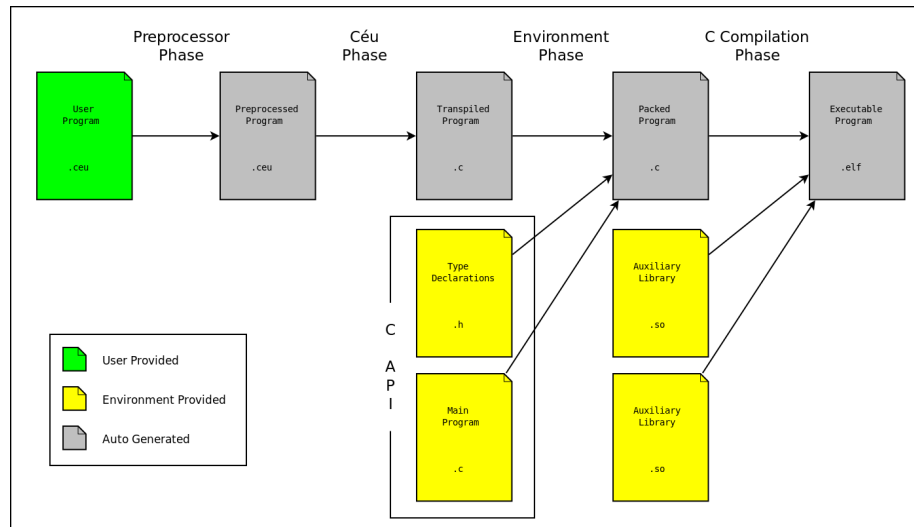 Preprocessor
Phase
Céu
Phase
Environment
Phase
C Compilation
Phase
User
Program
.ceu
Preprocessed
Program
.ceu
Transpiled
Program
.c
Packed
Program
.c
Executable
Program
.elf
C API
Type
Declarations
.h
Auxiliary
Library
.so
Main
Program
.c
Auxiliary
Library
.so
User Provided
Environment Provided
Auto Generated